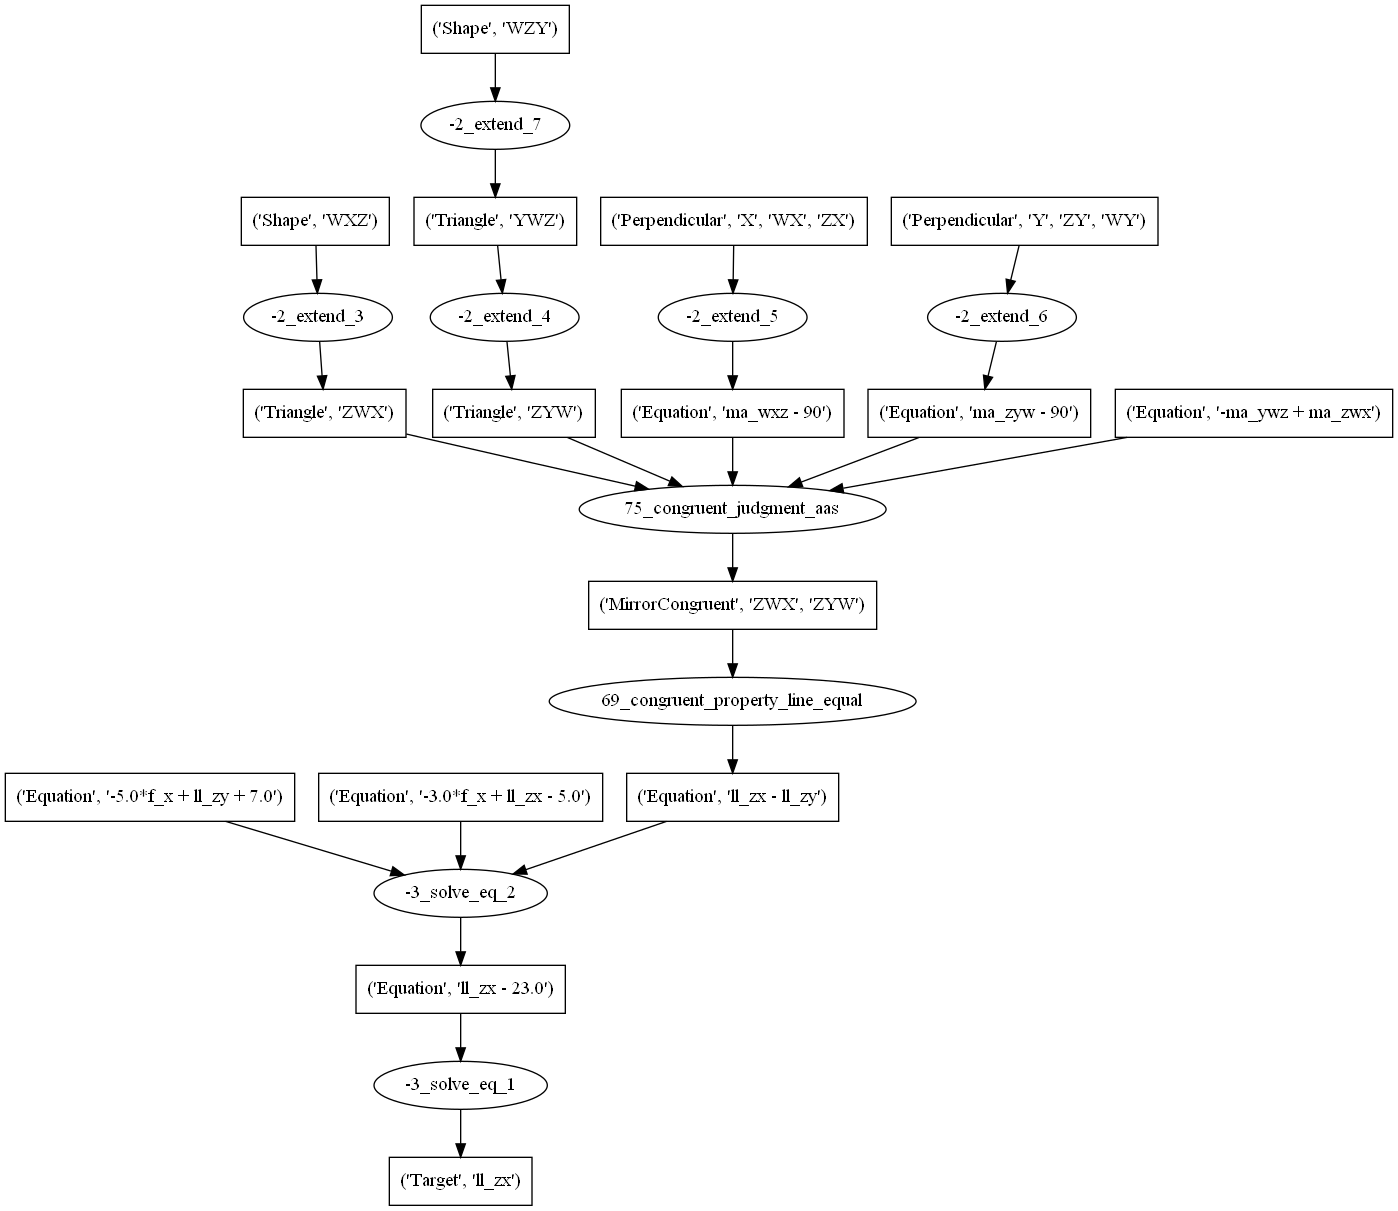 ('Shape', 'WZY')
-2_extend_7
('Shape', 'WXZ')
('Triangle', 'YWZ')
('Perpendicular', 'X', 'WX', 'ZX')
('Perpendicular', 'Y', 'ZY', 'WY')
-2_extend_3
-2_extend_4
-2_extend_5
-2_extend_6
('Triangle', 'ZWX')
('Triangle', 'ZYW')
('Equation', 'ma_wxz - 90')
('Equation', 'ma_zyw - 90')
('Equation', '-ma_ywz + ma_zwx')
75_congruent_judgment_aas
('MirrorCongruent', 'ZWX', 'ZYW')
69_congruent_property_line_equal
('Equation', '-5.0*f_x + ll_zy + 7.0')
('Equation', '-3.0*f_x + ll_zx - 5.0')
('Equation', 'll_zx - ll_zy')
-3_solve_eq_2
('Equation', 'll_zx - 23.0')
-3_solve_eq_1
('Target', 'll_zx')